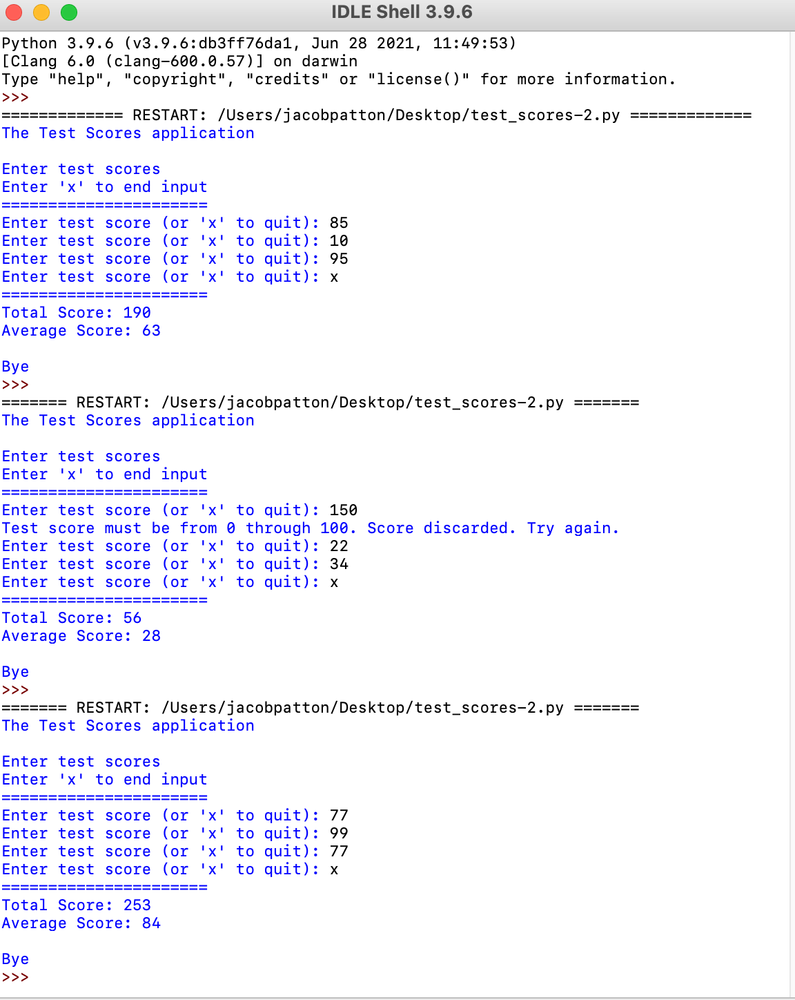 IDLE Shell 3.9.6
Python 3.9.6 (v3.9.6:db3ff76da1, Jun 28 2021, 11:49:53)
[Clang 6.0 (clang-600.0.57)] on darwin
Type "help", "copyright", "credits" or "license()" for more information.
>>>
============= RESTART: /Users/jacobpatton/Desktop/test_scores-2.py =============
The Test Scores application
Enter test scores
Enter 'x' to end input
======================
Enter test score (or 'x' to quit): 85
Enter test score (or 'x' to quit): 10
Enter test score (or 'x' to quit): 95
Enter test score (or 'x' to quit): x
======================
Total Score: 190
Average Score: 63
Bye
>>>
======= RESTART: /Users/jacobpatton/Desktop/test_scores-2.py =======
The Test Scores application
Enter test scores
Enter 'x' to end input
======================
Enter test score (or 'x' to quit): 150
Test score must be from 0 through 100. Score discarded. Try again.
Enter test score (or 'x' to quit): 22
Enter test score (or 'x' to quit): 34
Enter test score (or 'x' to quit): x
======================
Total Score: 56
Average Score: 28
Bye
>>>
======= RESTART: /Users/jacobpatton/Desktop/test_scores-2.py =======
The Test Scores application
Enter test scores
Enter 'x' to end input
======================
Enter test score (or 'x' to quit): 77
Enter test score (or 'x' to quit): 99
Enter test score (or 'x' to quit): 77
Enter test score (or 'x' to quit): x
======================
Total Score: 253
Average Score: 84
Bye
>>>